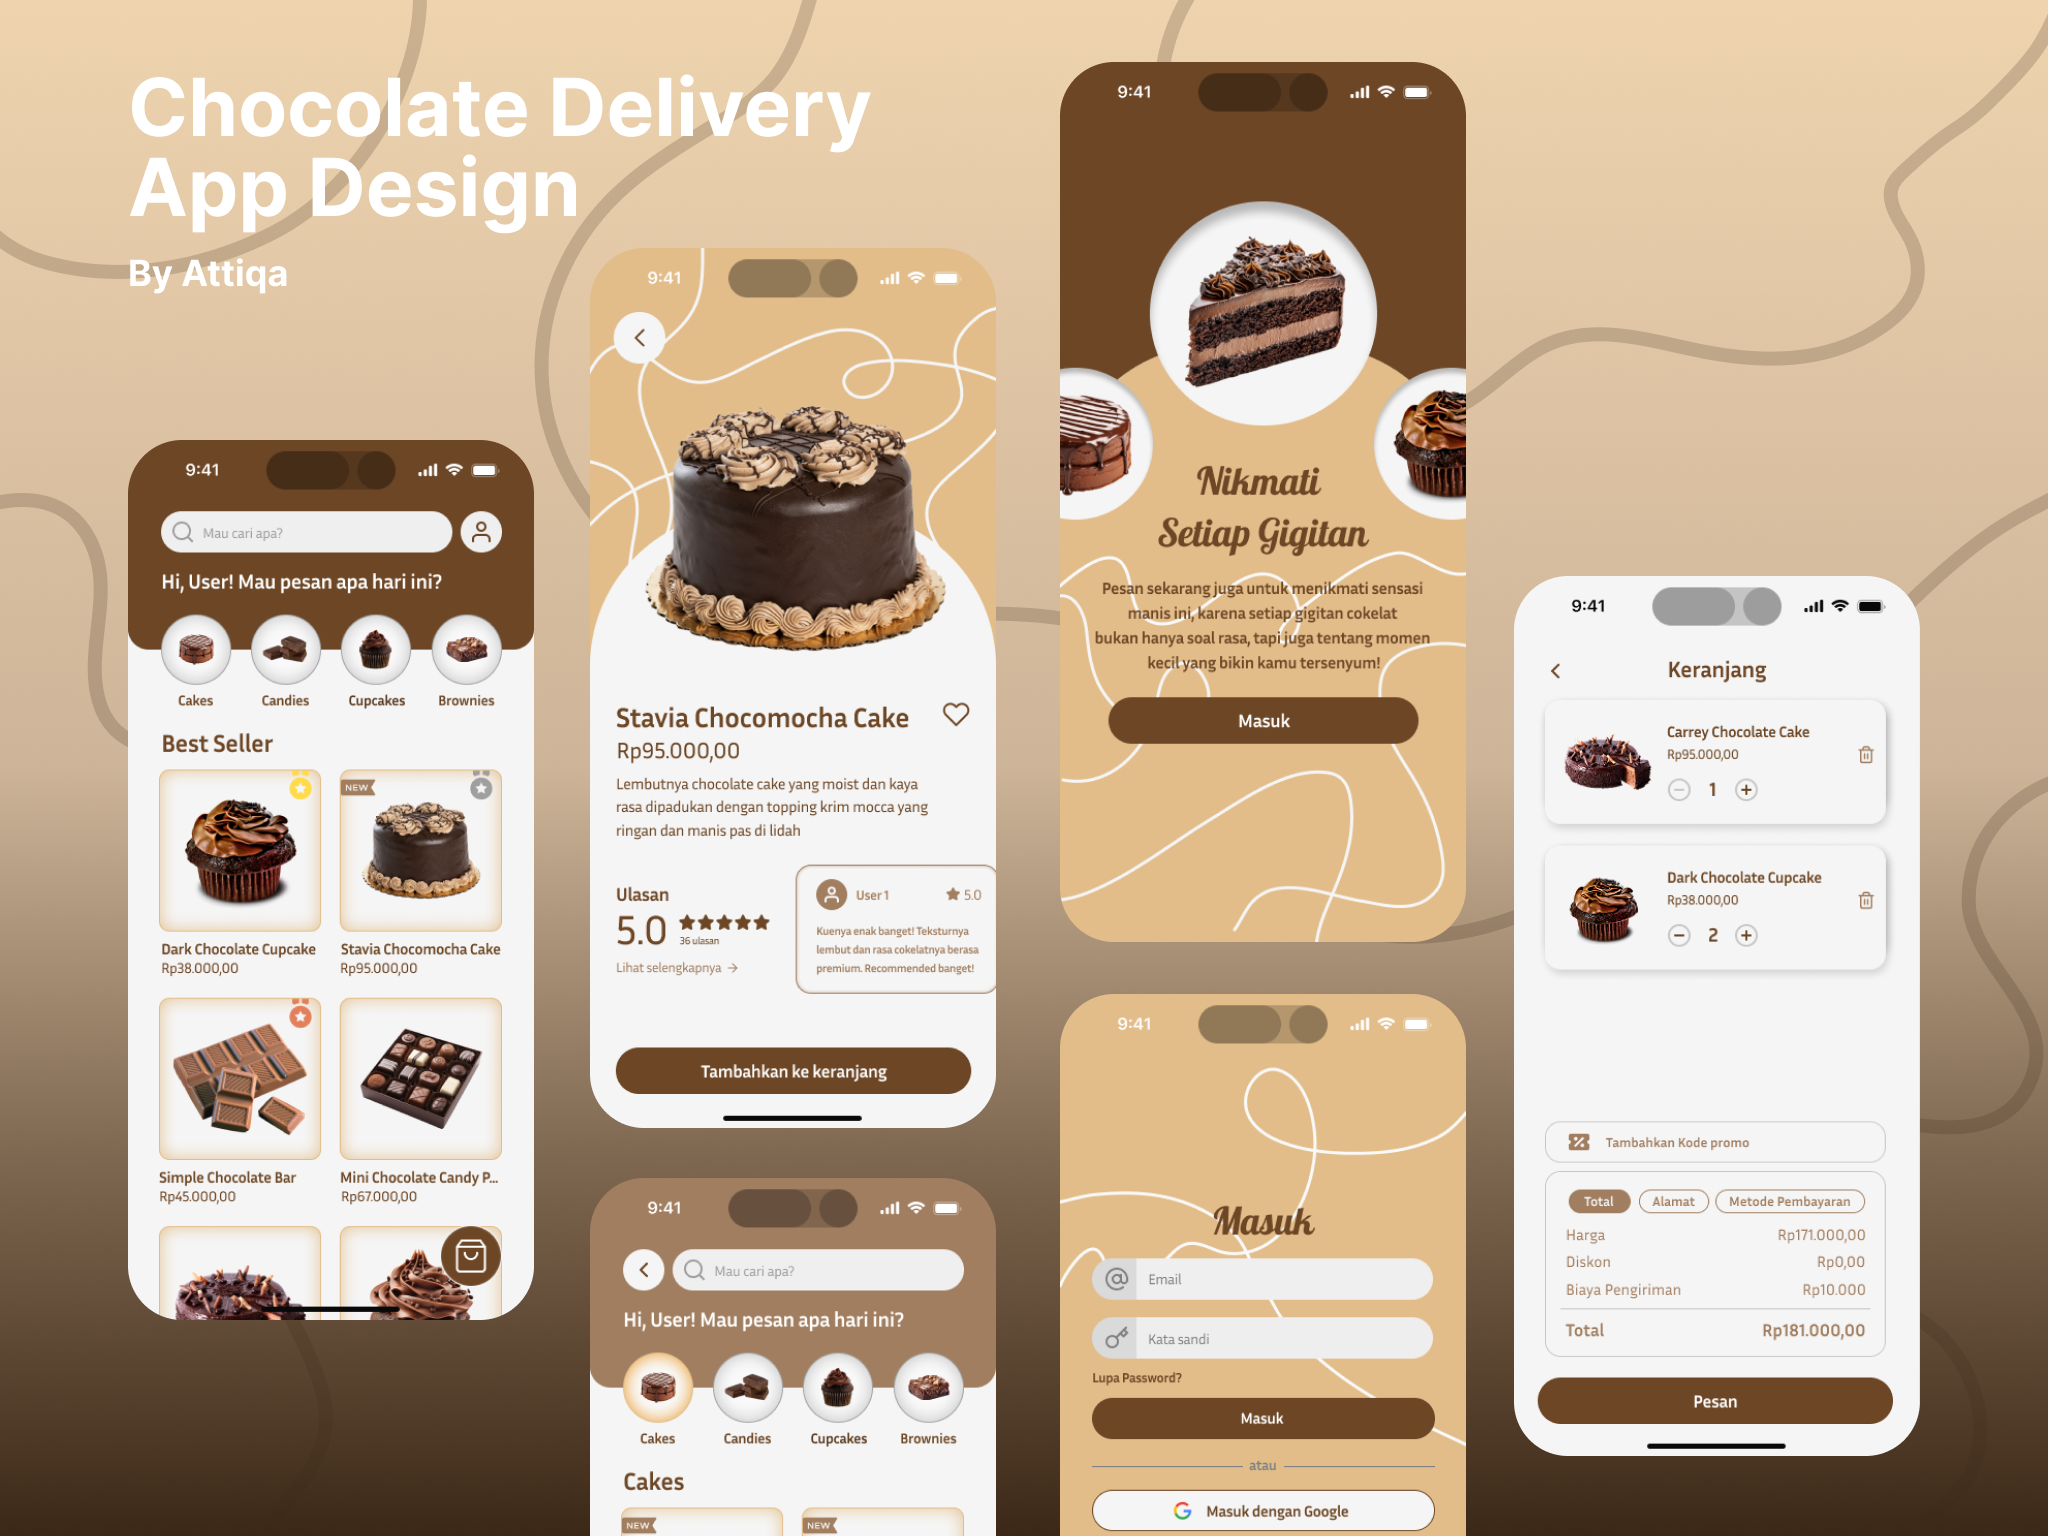 Chocolate Delivery
App Design
By Attiqa
9:41
Mau cari apa?
Hi, User! Mau pesan apa hari ini?
Cakes
Candies
Cupcakes
Brownies
Best Seller
NEW
Dark Chocolate Cupcake
Rp38.000,00
Stavia Chocomocha Cake
Rp95.000,00
Simple Chocolate Bar
Rp45.000,00
Mini Chocolate Candy P...
Rp67.000,00
9:41
Stavia Chocomocha Cake
Rp95.000,00
Lembutnya chocolate cake yang moist dan kaya
rasa dipadukan dengan topping krim mocca yang
ringan dan manis pas di lidah
Ulasan
5.0
36 ulasan
Lihat selengkapnya
User 1
5.0
Kuenya enak banget! Teksturnya
lembut dan rasa cokelatnya berasa
premium. Recommended banget!
Tambahkan ke keranjang
9:41
Mau cari apa?
Hi, User! Mau pesan apa hari ini?
Cakes
Candies
Cupcakes
Brownies
Cakes
NEW
NEW
9:41
Nikmati
Setiap Gigitan
Pesan sekarang juga untuk menikmati sensasi
manis ini, karena setiap gigitan cokelat
bukan hanya soal rasa, tapi juga tentang momen
kecil yang bikin kamu tersenyum!
Masuk
9:41
Masuk
Email
Kata sandi
Lupa Password?
Masuk
atau
Masuk dengan Google
9:41
Keranjang
Carrey Chocolate Cake
Rp95.000,00
1
Dark Chocolate Cupcake
Rp38.000,00
2
Tambahkan Kode promo
Total
Alamat
Metode Pembayaran
Harga
Rp171.000,00
Diskon
Rp0,00
Biaya Pengiriman
Rp10.000
Total
Rp181.000,00
Pesan